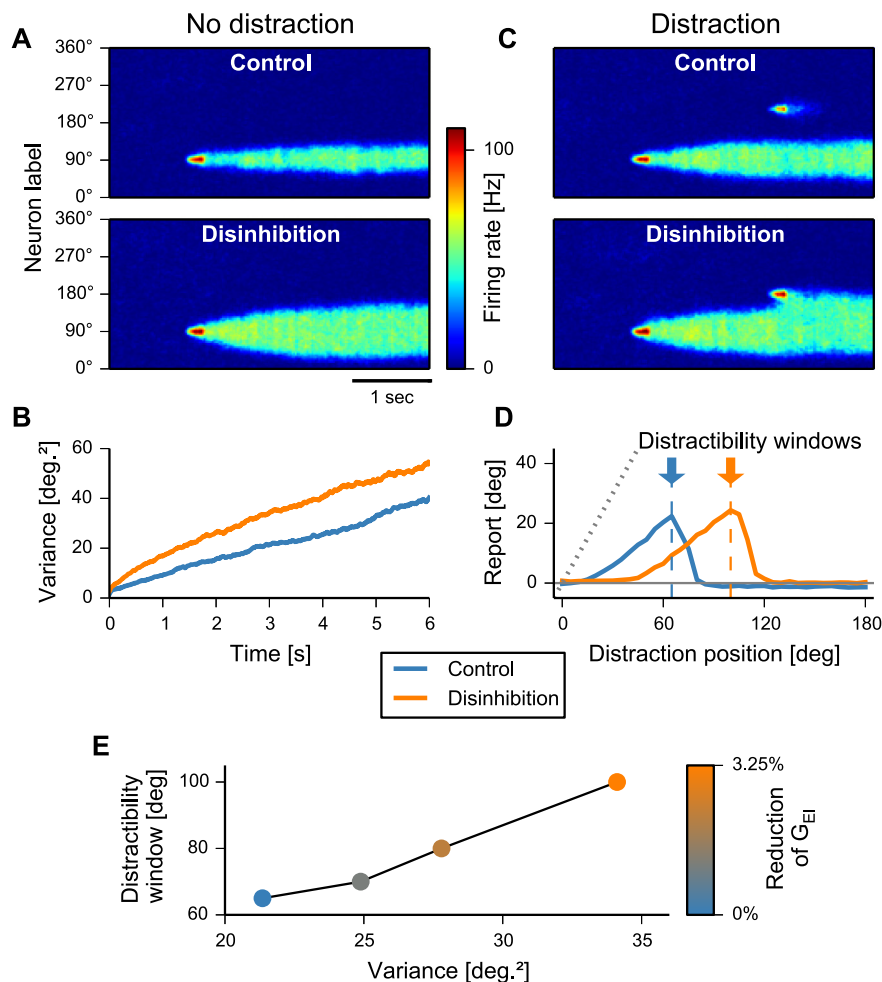 No distraction
Distraction
A
C
360°
270°
180°
90°
0°
Control
Control
Neuron label
360°
270°
180°
90°
0°
Disinhibition
Disinhibition
100
0
Firing rate [Hz]
1 sec
B
60
40
20
0
Variance [deg.²]
0 1 2 3 4 5 6
Time [s]
D
Distractibility windows
40
20
0
Report [deg]
0 60 120 180
Distraction position [deg]
Control
Disinhibition
E
100
80
60
Distractibility
window [deg]
20 25 30 35
Variance [deg.²]
3.25%
0%
Reduction
of GEI